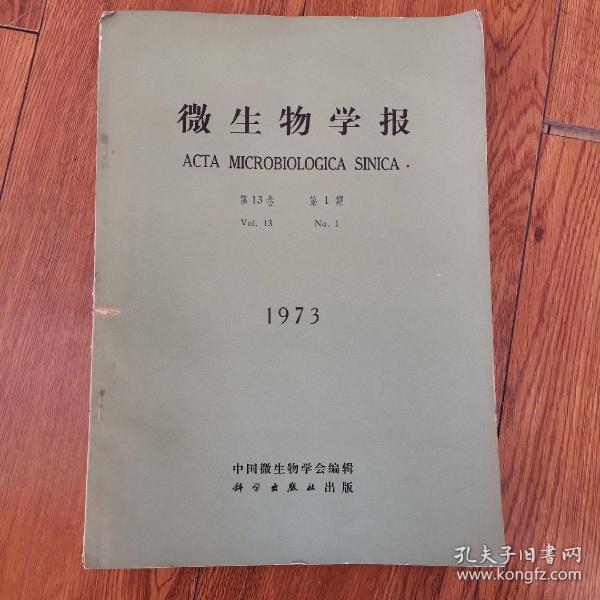 微生物学报
ACTA MICROBIOLOGICA SINICA
第13卷 第1期
Vol. 13 No. 1
1973
中国微生物学会编辑
科学出版社 出版
孔夫子旧书网
www.kongfz.com